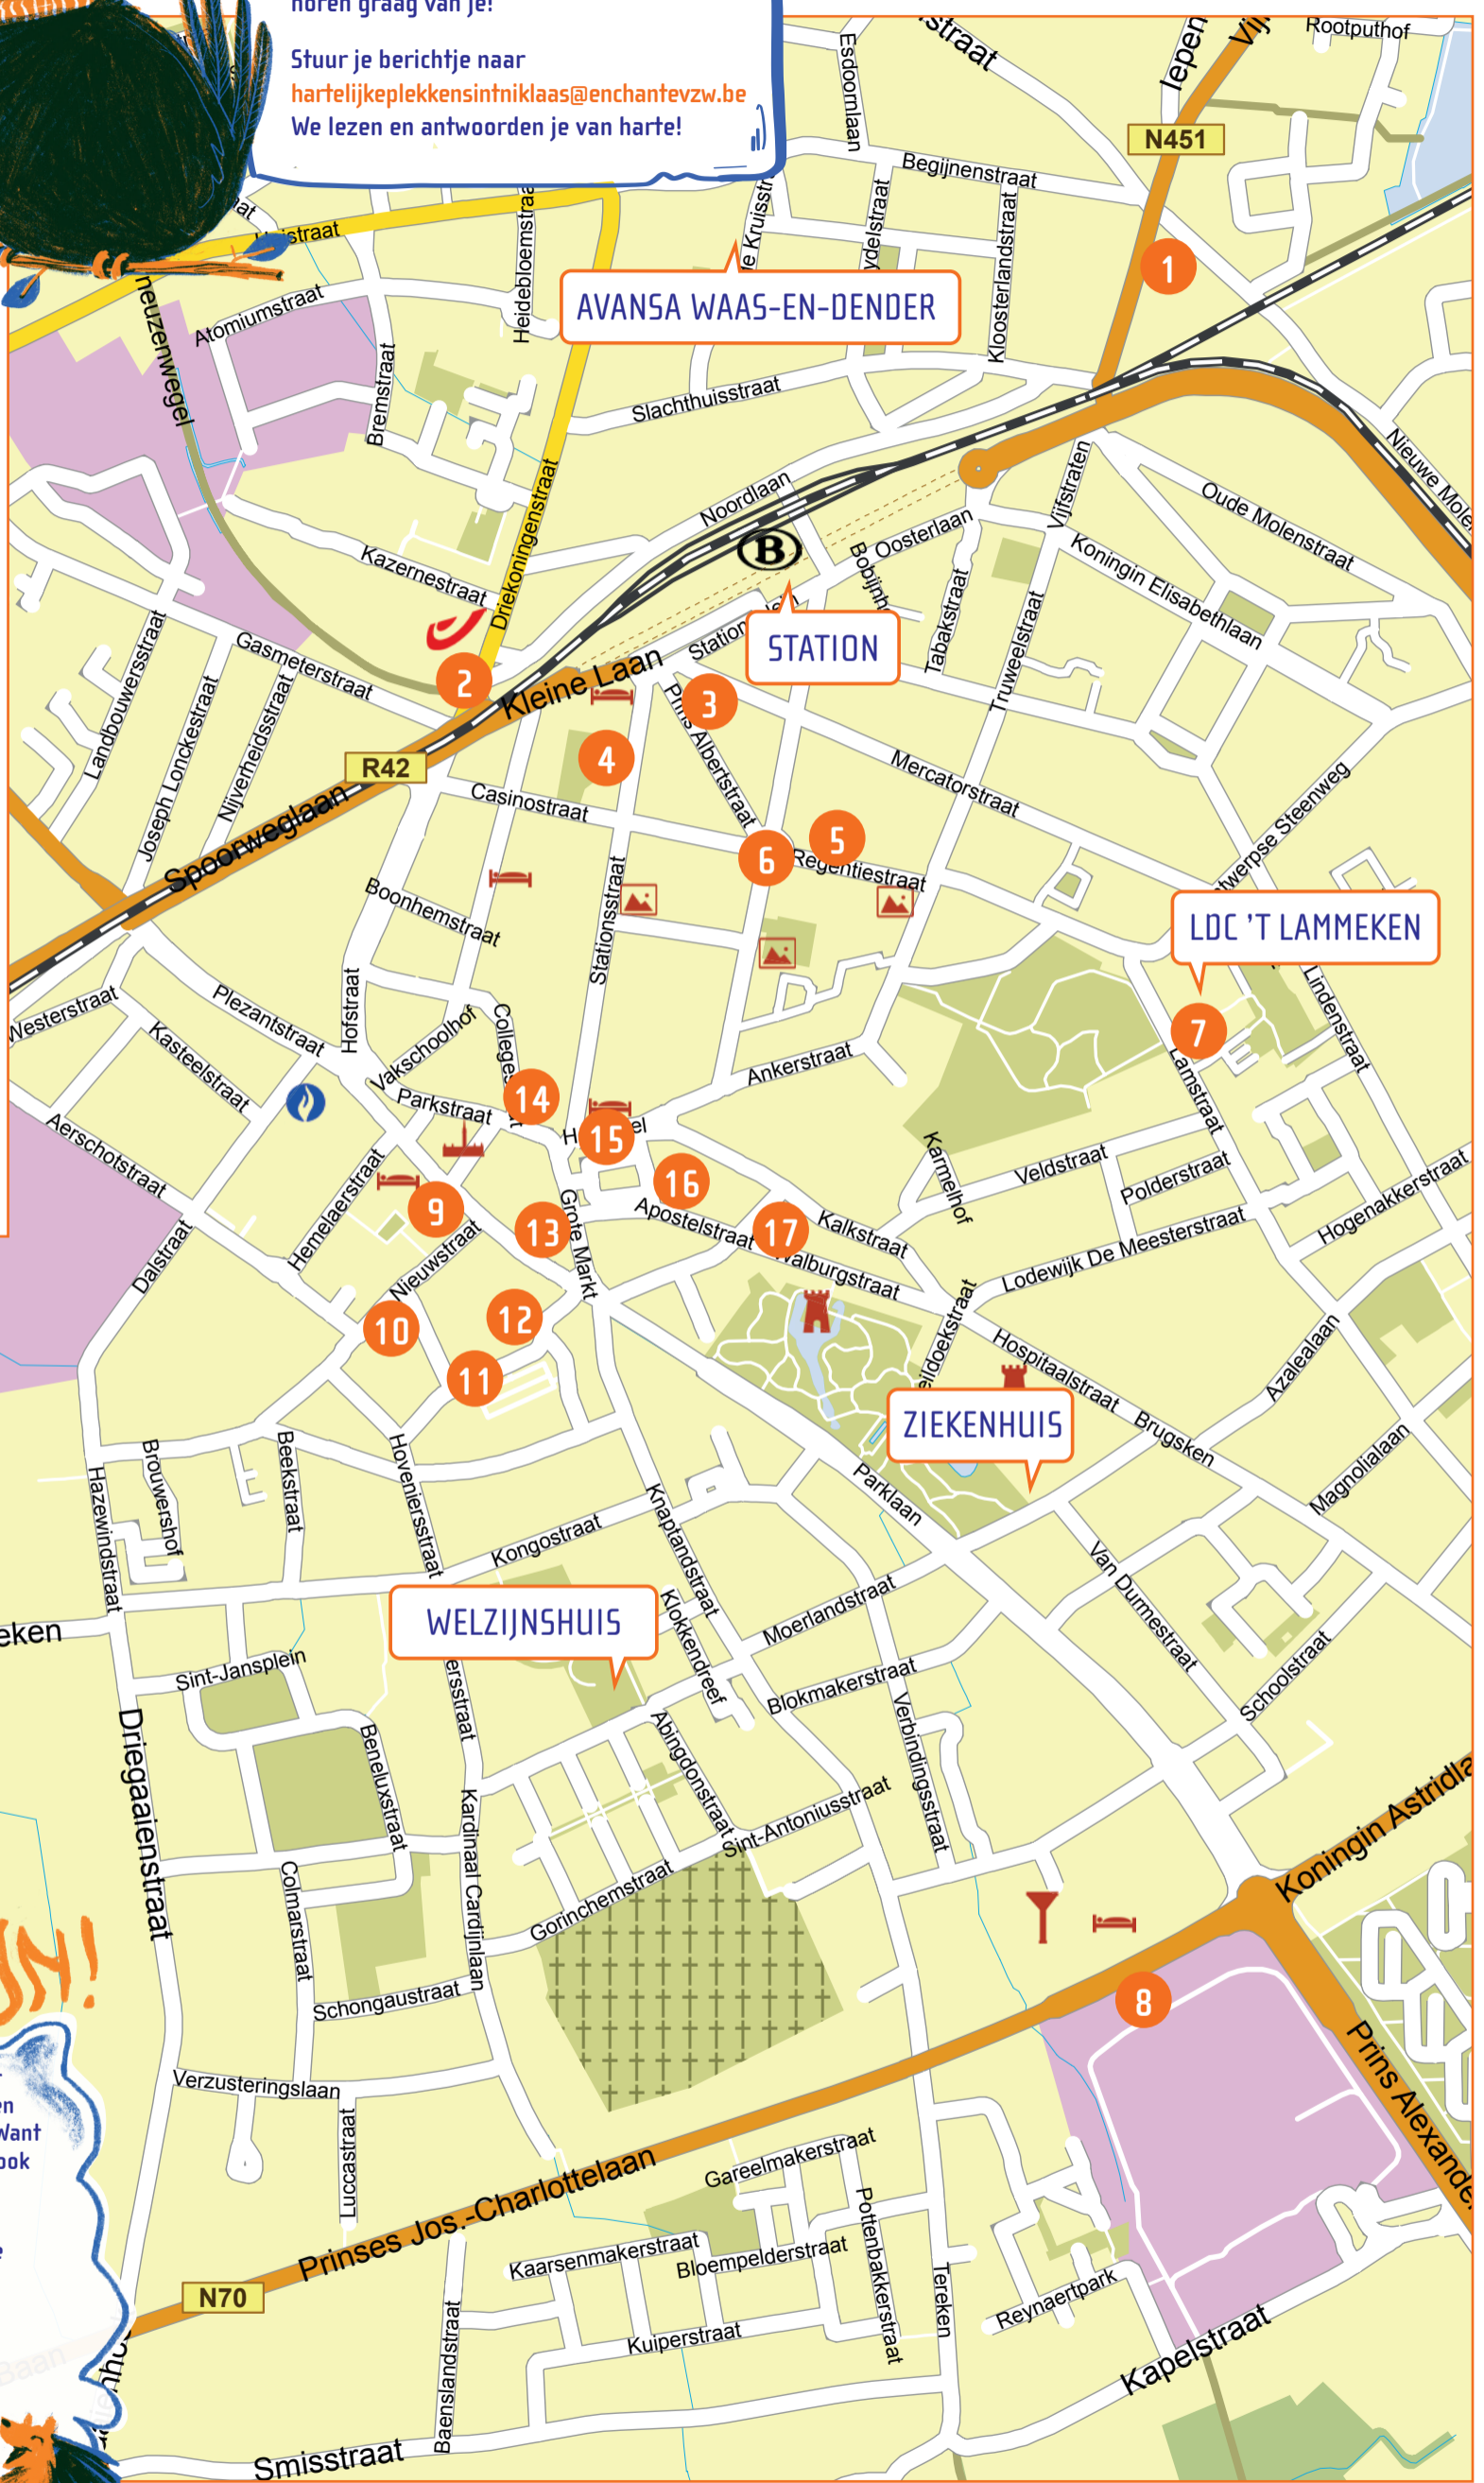 horen graag van je!
Stuur je berichtje naar
hartelijkeplekkensintniklaas@enchantevzw.be
We lezen en antwoorden je van harte!
Esdoornlaan
Rootputhof
N451
Begijnenstraat
Kloosterlandstraat
1
Heidebloemstraat
AVANSA WAAS-EN-DENDER
Atomiumstraat
Bremstraat
Slachthuisstraat
Driekoningenstraat
Noordlaan
B
Oosterlaan
Vijfstraten
Oude Molenstraat
Koningin Elisabethlaan
Kazernestraat
Tabakstraat
Truweelstraat
STATION
Gasmeterstraat
Landbouwersstraat
Joseph Lonckestraat
Nijverheidsstraat
2
Kleine Laan
3
Prins Albertstraat
4
R42
Spoorweglaan
Casinostraat
Mercatorstraat
5
6
Regentiestraat
Boonhemstraat
Stationsstraat
LDC 'T LAMMEKEN
7
Lindenstraat
Lamstraat
Westerstraat
Plezantstraat
Hofstraat
Kasteelstraat
Vakschoolhof
Parkstraat
14
15
Ankerstraat
Aerschotstraat
Hemelaerstraat
9
Nieuwstraat
13
Grote Markt
16
Apostelstraat
17
Kalkstraat
Walburgstraat
Karmelhof
Veldstraat
Polderstraat
Lodewijk De Meesterstraat
Hogenakkerstraat
Dalstraat
10
12
11
Hospitaalstraat
Azalealaan
ZIEKENHUIS
Brugsken
Magnolialaan
Parklaan
Brouwershof
Beekstraat
Hazewindstraat
Hoveniersstraat
Kongostraat
Knaptandstraat
Klokkendreef
WELZIJNSHUIS
Moerlandstraat
Van Durmestraat
Blokmakerstraat
Schoolstraat
Sint-Jansplein
Driegaaienstraat
Beneluxstraat
Abingdonstraat
Verbindingsstraat
Sint-Antoniusstraat
Kardinaal Cardijnlaan
Gorinchemstraat
Colmarstraat
Schongaustraat
8
Verzusteringslaan
Luccastraat
Prinses Jos.-Charlottelaan
N70
Gareelmakerstraat
Kaarsenmakerstraat
Bloempelderstraat
Pottenbakkerstraat
Kuiperstraat
Tereken
Reynaertpark
Kapelstraat
Baenslandstraat
Smisstraat
Want
Baan